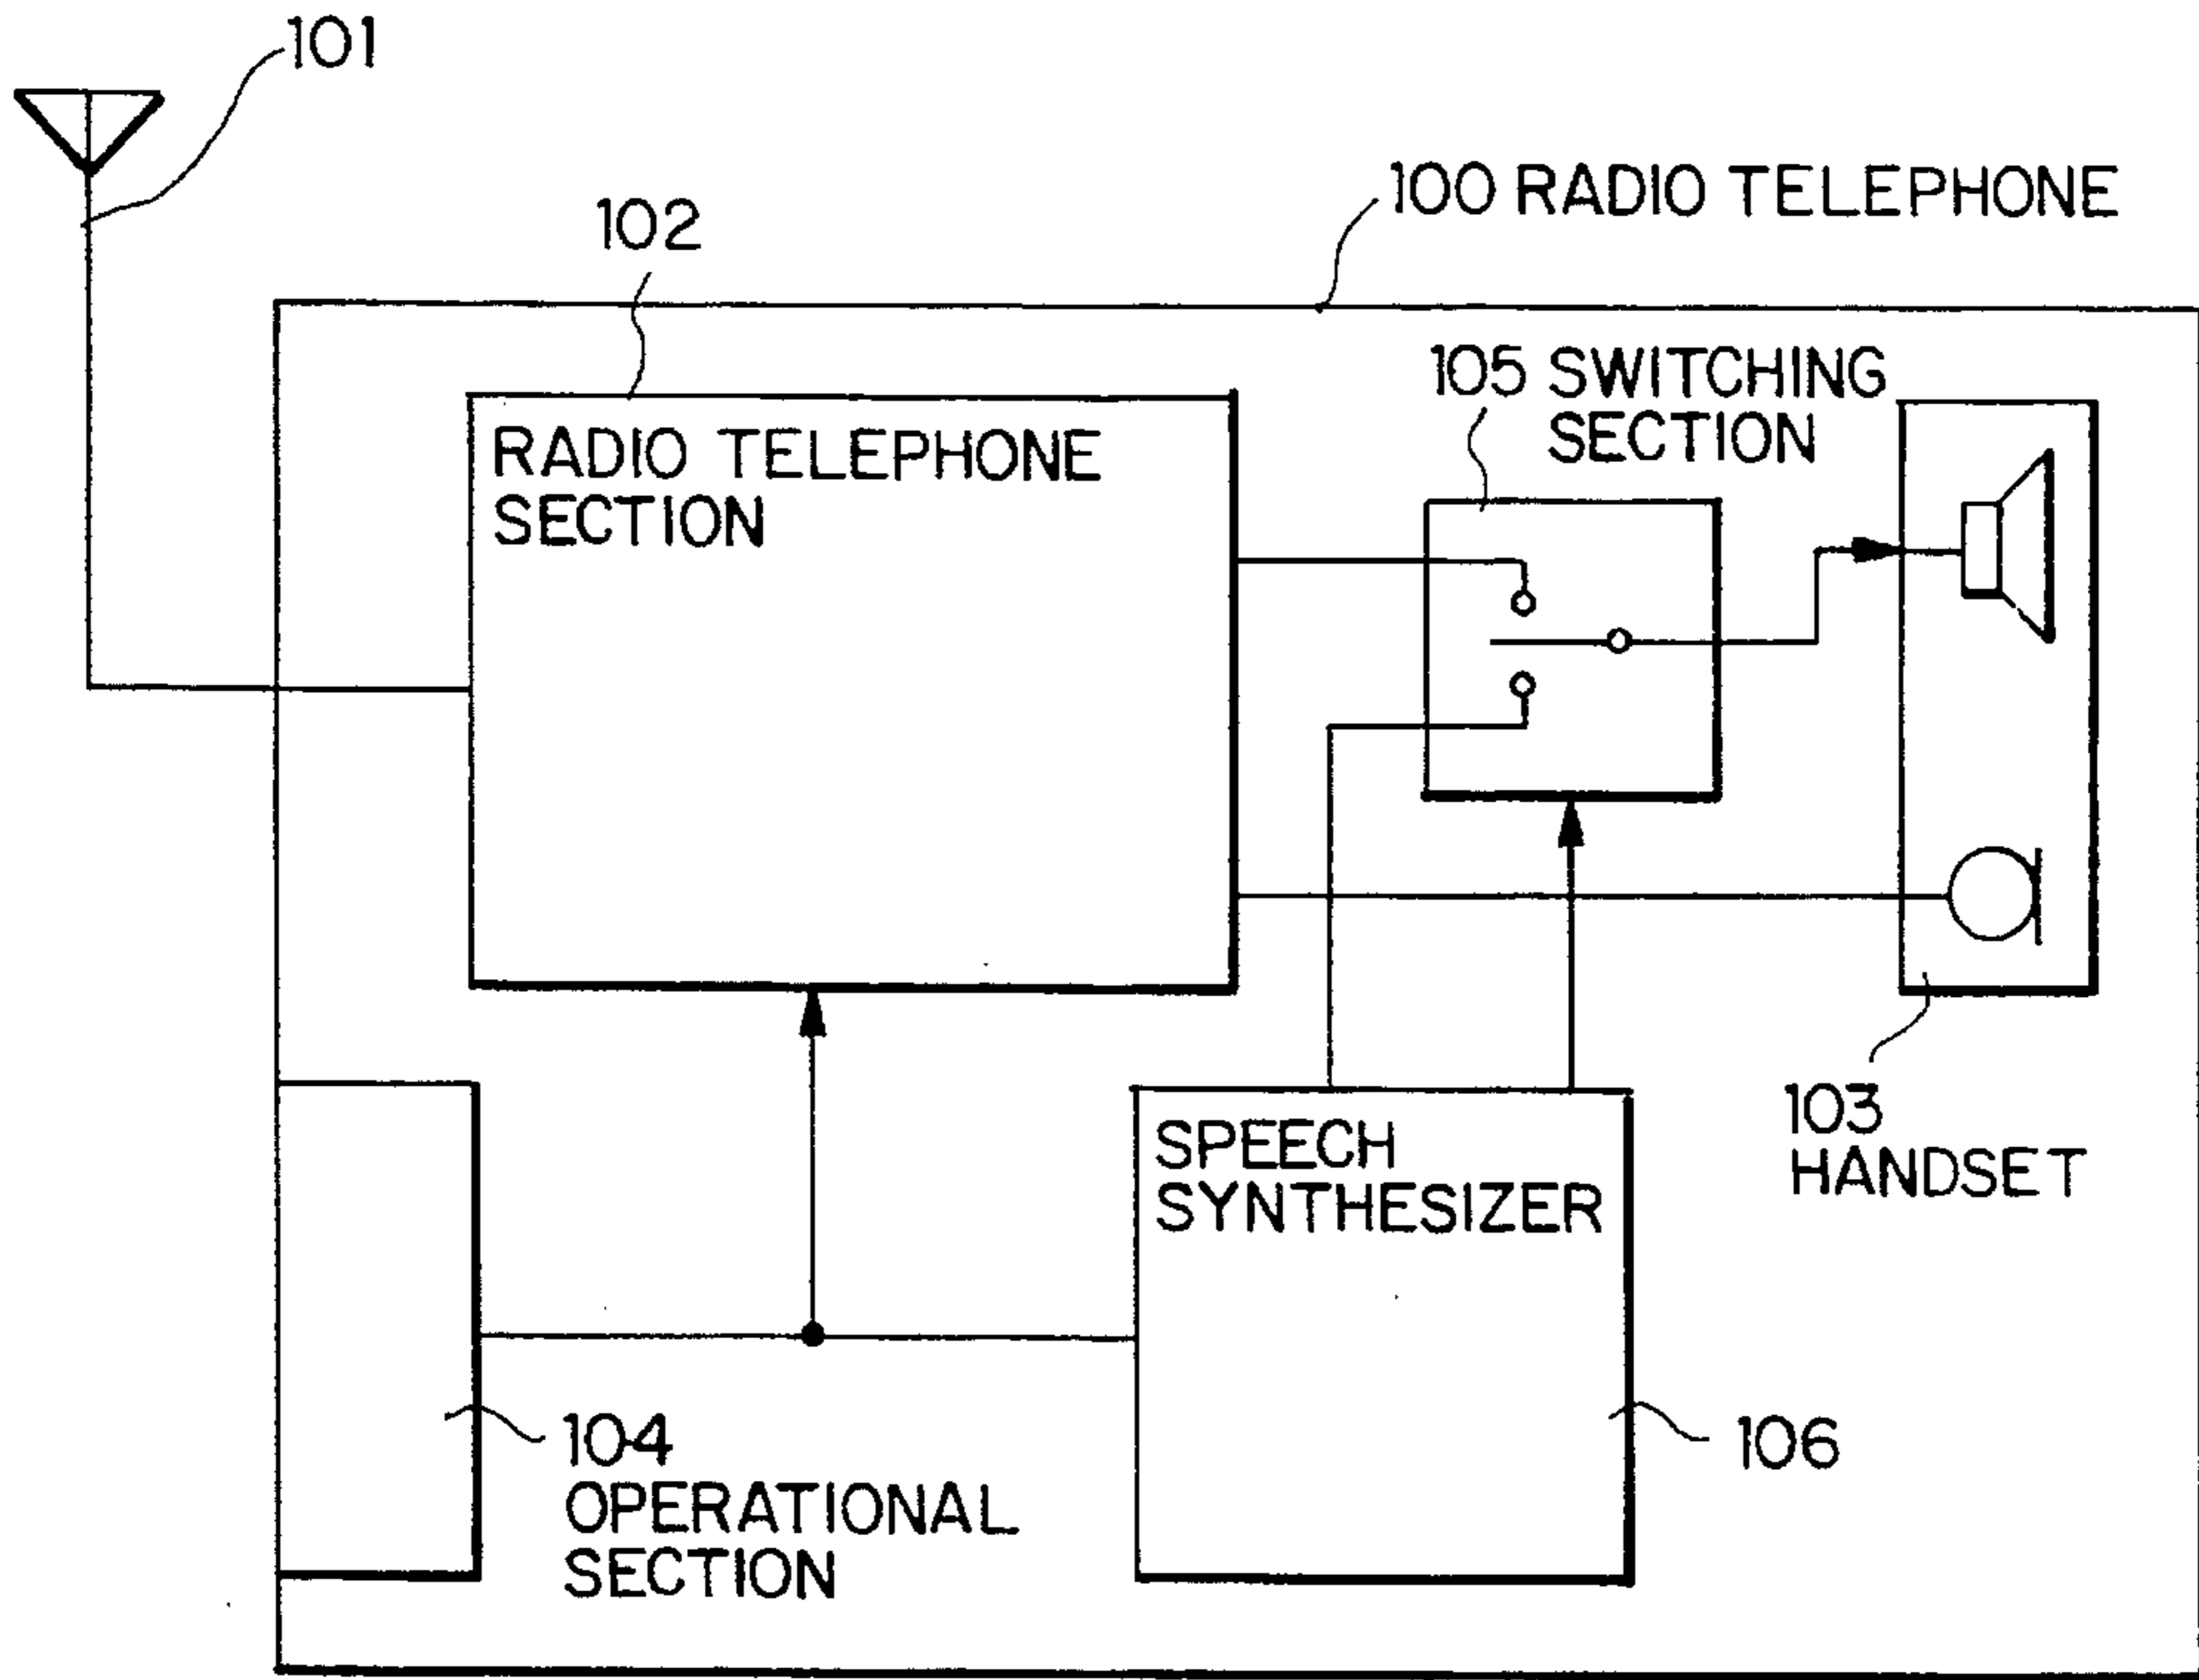 101
100 RADIO TELEPHONE
102
105 SWITCHING
SECTION
RADIO TELEPHONE
SECTION
103
HANDSET
SPEECH
SYNTHESIZER
104
OPERATIONAL
SECTION
106